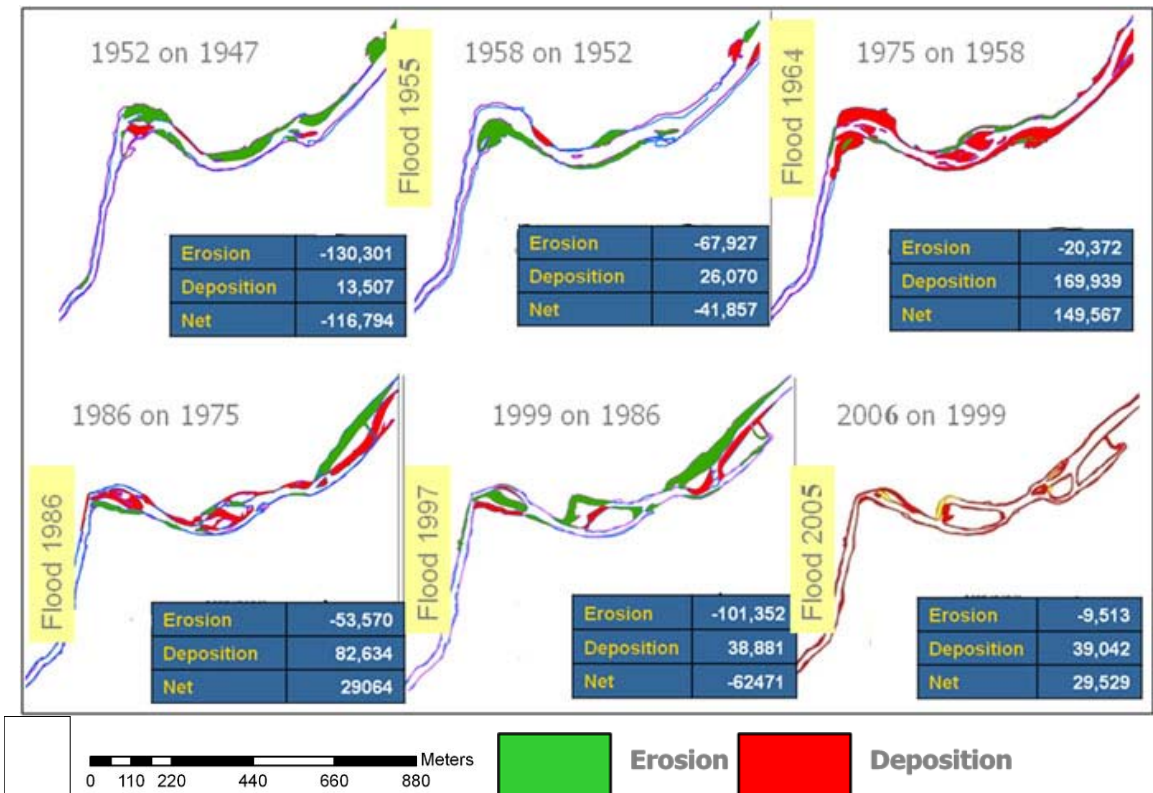 1952 on 1947
Flood 1955
1958 on 1952
Flood 1964
1975 on 1958
Erosion -130,301
Deposition 13,507
Net -116,794
Erosion -67,927
Deposition 26,070
Net -41,857
Erosion -20,372
Deposition 169,939
Net 149,567
Flood 1986
1986 on 1975
Flood 1997
1999 on 1986
Flood 2005
2006 on 1999
Erosion -53,570
Deposition 82,634
Net 29064
Erosion -101,352
Deposition 38,881
Net -62471
Erosion -9,513
Deposition 39,042
Net 29,529
Meters
0 110 220 440 660 880
Erosion
Deposition